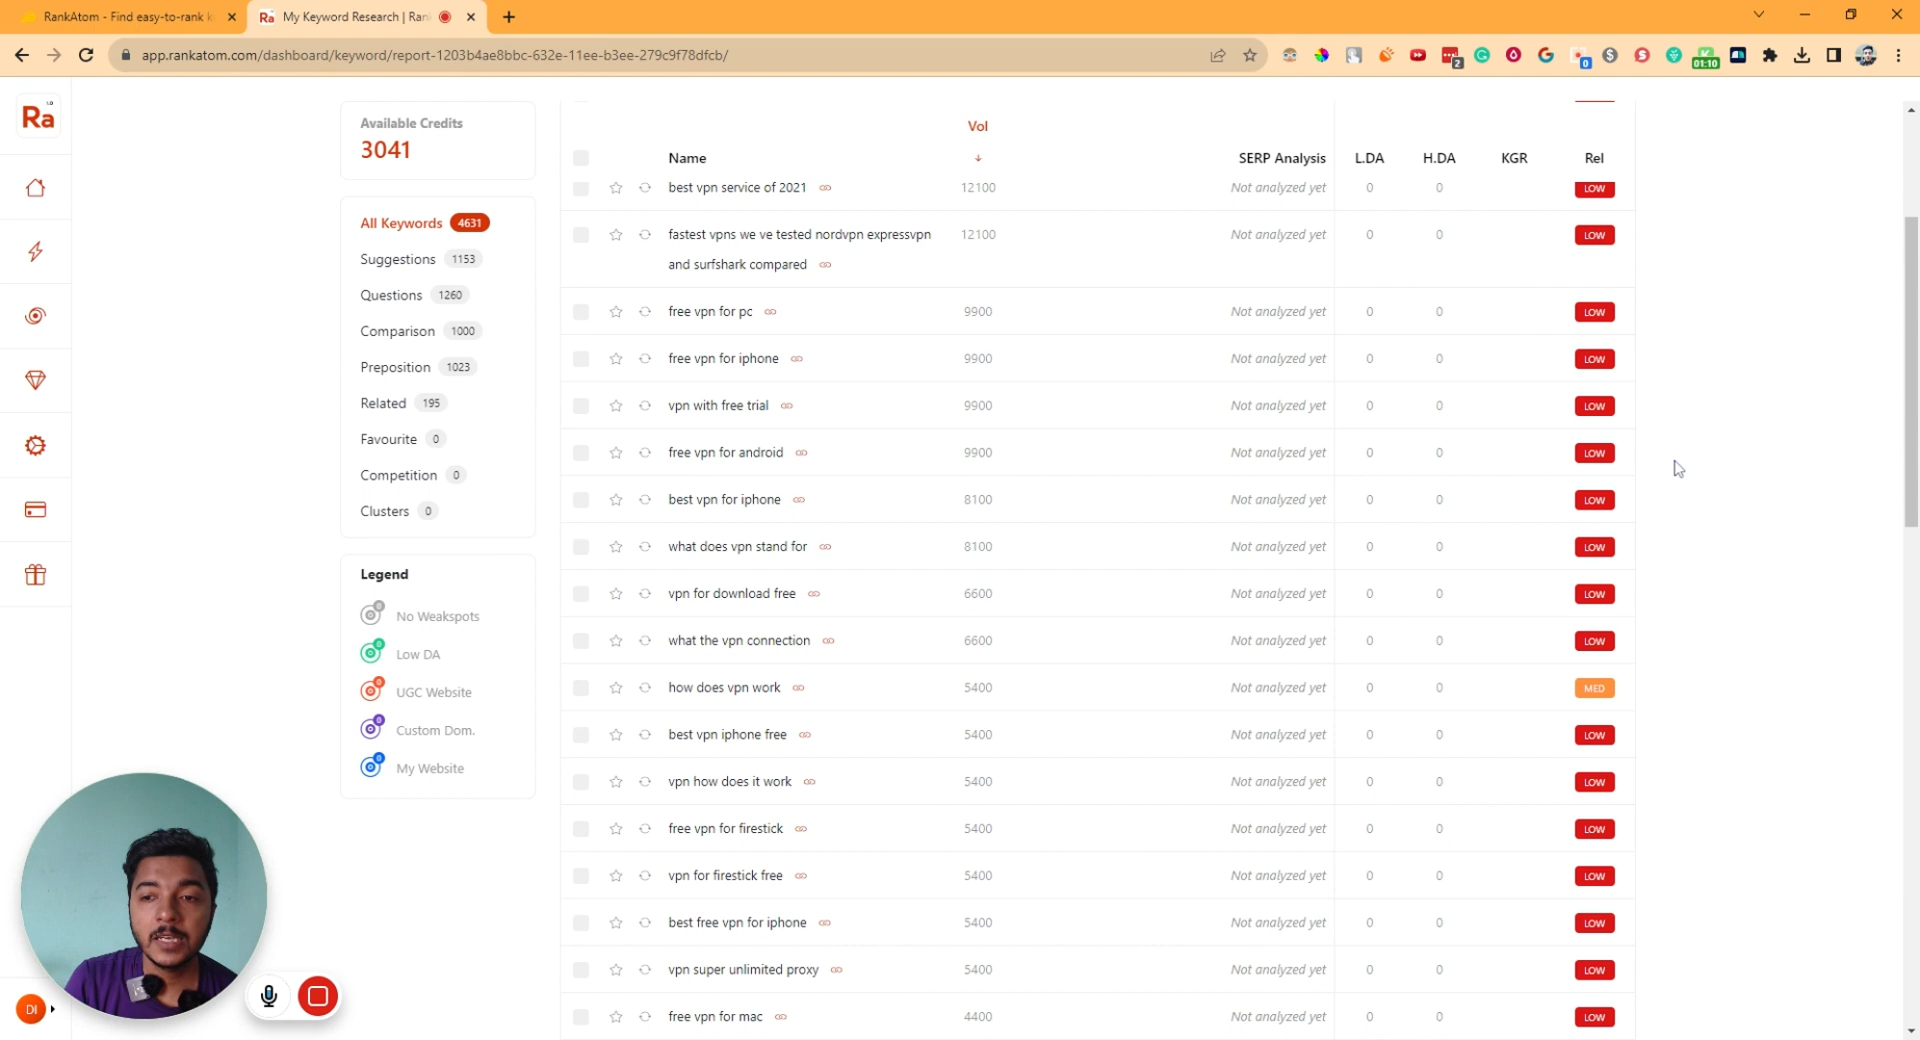 RankAtom - Find easy-to-rank k
My Keyword Research | Ran
app.rankatom.com/dashboard/keyword/report-1203b4ae8bbc-632e-11ee-b3ee-279c9f78dfcb/
2
0
01:10
Ra
Available Credits
3041
All Keywords 4631
Suggestions 1153
Questions 1260
Comparison 1000
Preposition 1023
Related 195
Favourite 0
Competition 0
Clusters 0
Legend
No Weakspots
Low DA
UGC Website
Custom Dom.
My Website
Vol
Name SERP Analysis L.DA H.DA KGR Rel
best vpn service of 2021 12100 Not analyzed yet 0 0 LOW
fastest vpns we ve tested nordvpn expressvpn 12100 Not analyzed yet 0 0 LOW
and surfshark compared
free vpn for pc 9900 Not analyzed yet 0 0 LOW
free vpn for iphone 9900 Not analyzed yet 0 0 LOW
vpn with free trial 9900 Not analyzed yet 0 0 LOW
free vpn for android 9900 Not analyzed yet 0 0 LOW
best vpn for iphone 8100 Not analyzed yet 0 0 LOW
what does vpn stand for 8100 Not analyzed yet 0 0 LOW
vpn for download free 6600 Not analyzed yet 0 0 LOW
what the vpn connection 6600 Not analyzed yet 0 0 LOW
how does vpn work 5400 Not analyzed yet 0 0 MED
best vpn iphone free 5400 Not analyzed yet 0 0 LOW
vpn how does it work 5400 Not analyzed yet 0 0 LOW
free vpn for firestick 5400 Not analyzed yet 0 0 LOW
vpn for firestick free 5400 Not analyzed yet 0 0 LOW
best free vpn for iphone 5400 Not analyzed yet 0 0 LOW
vpn super unlimited proxy 5400 Not analyzed yet 0 0 LOW
free vpn for mac 4400 Not analyzed yet 0 0 LOW
DI